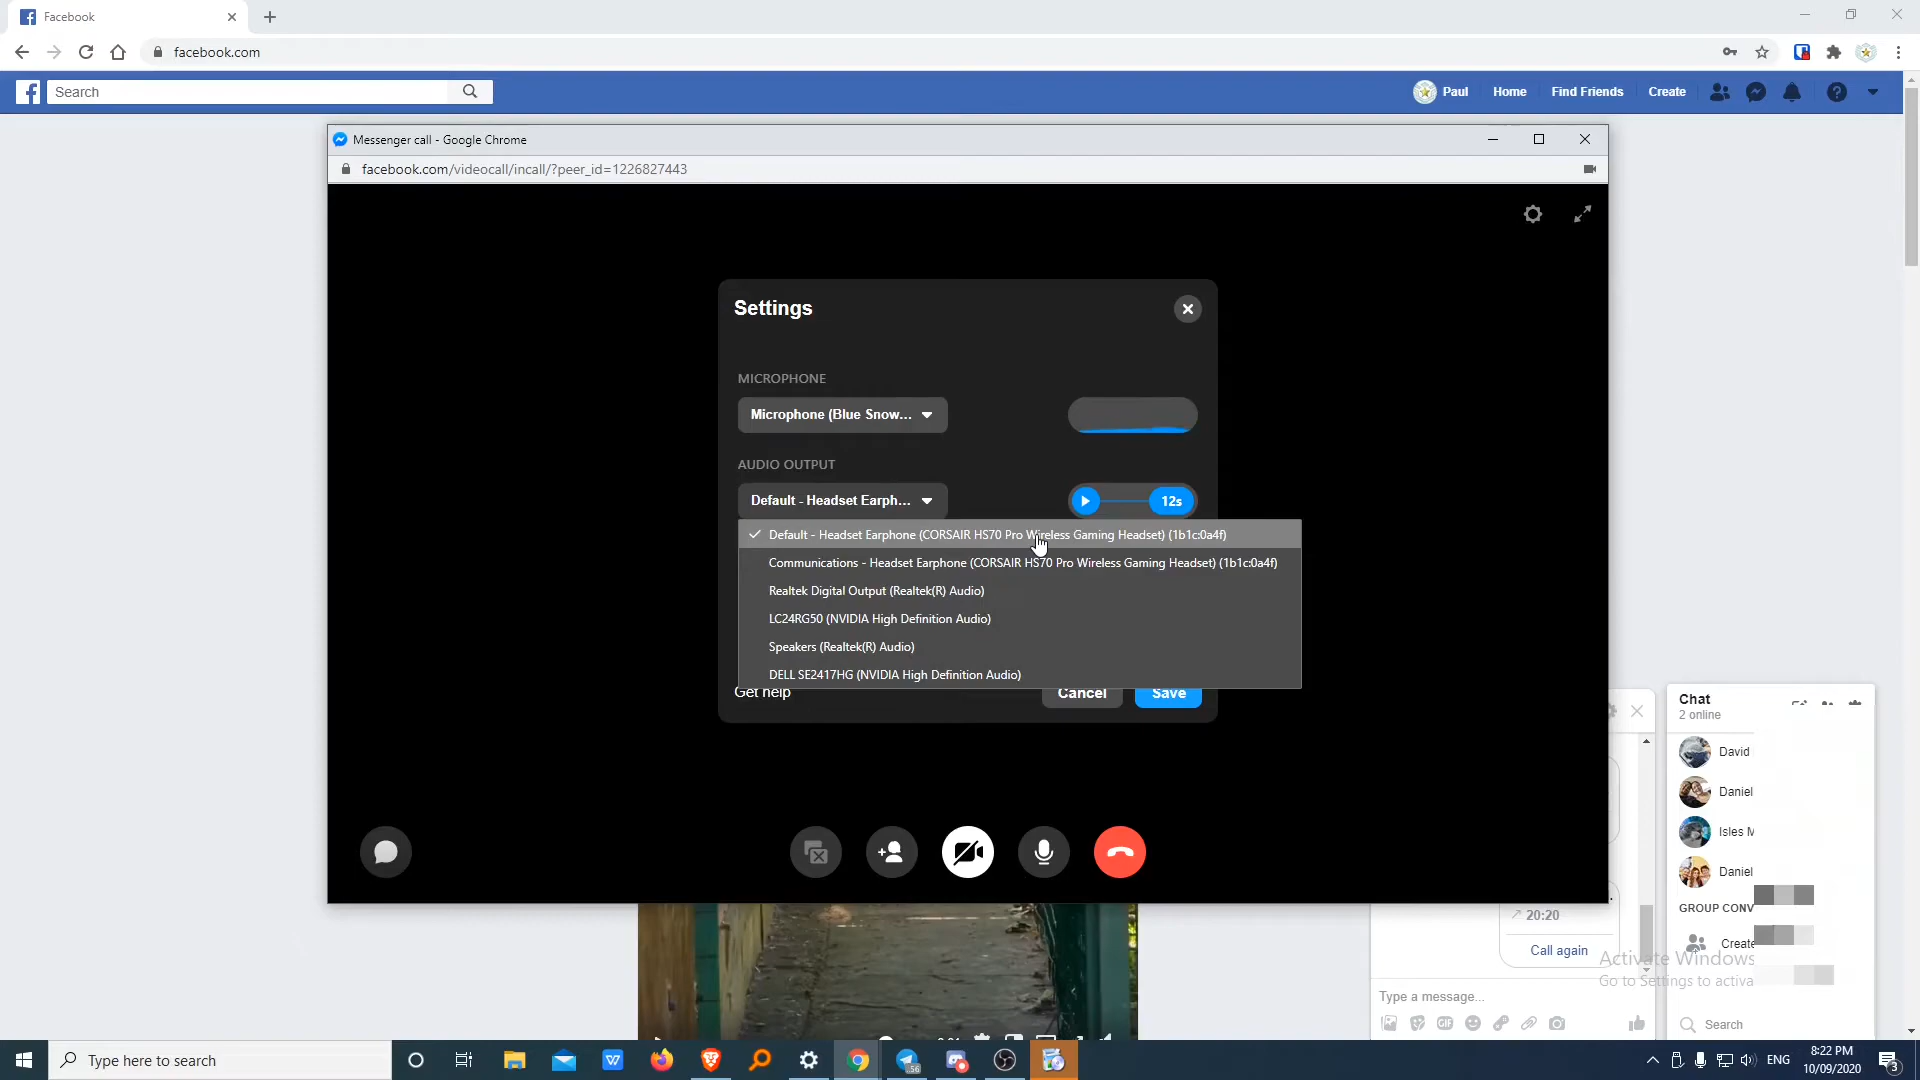 Facebook
facebook.com
Search
Paul
Home
Find Friends
Create
Messenger call - Google Chrome
facebook.com/videocall/incall/?peer_id=1226827443
Settings
MICROPHONE
Microphone (Blue Snow...
AUDIO OUTPUT
Default - Headset Earph...
12s
Default - Headset Earphone (CORSAIR HS70 Pro Wireless Gaming Headset) (1b1c:0a4f)
Communications - Headset Earphone (CORSAIR HS70 Pro Wireless Gaming Headset) (1b1c:0a4f)
Realtek Digital Output (Realtek(R) Audio)
LC24RG50 (NVIDIA High Definition Audio)
Speakers (Realtek(R) Audio)
DELL SE2417HG (NVIDIA High Definition Audio)
Get help
Cancel
Save
Chat
2 online
David
Daniel
Isles M
Daniel
GROUP CONV
Create
20:20
Call again
Activate Windows
Go to Settings to activa
Type a message...
GIF
Search
Type here to search
56
ENG
8:22 PM
10/09/2020
3